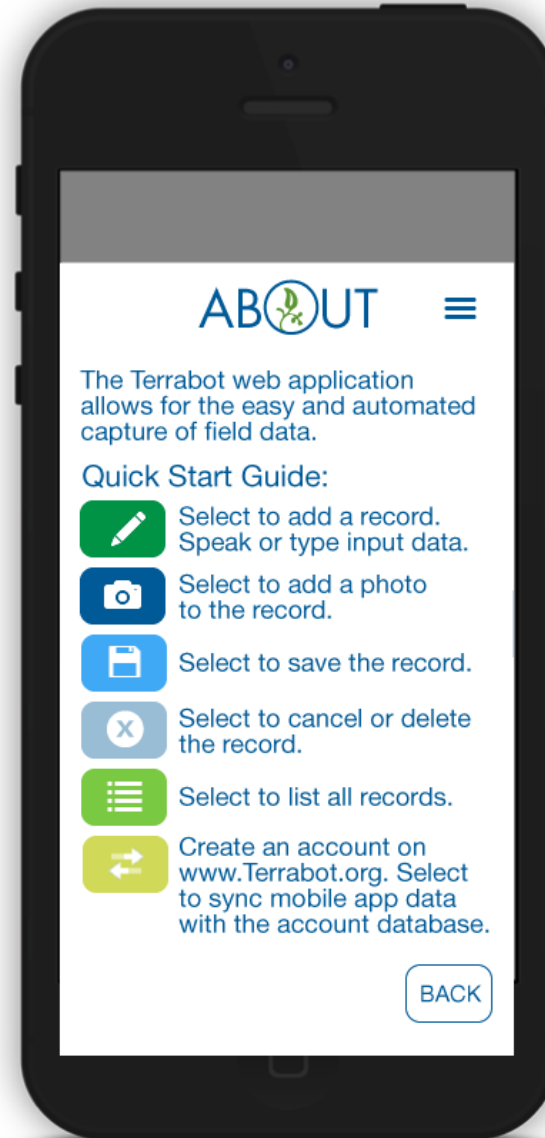 ABOUT
The Terrabot web application
allows for the easy and automated
capture of field data.
Quick Start Guide:
Select to add a record.
Speak or type input data.
Select to add a photo
to the record.
Select to save the record.
Select to cancel or delete
the record.
Select to list all records.
Create an account on
www.Terrabot.org. Select
to sync mobile app data
with the account database.
BACK